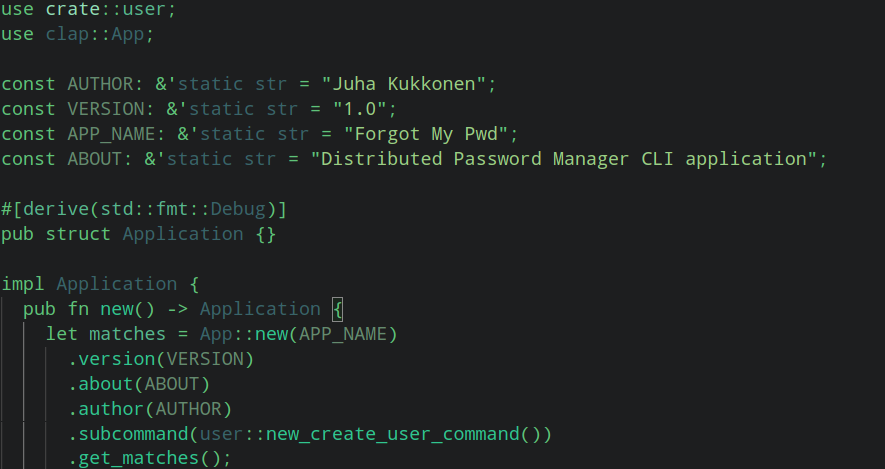 use crate::user;
use clap::App;
const AUTHOR: &'static str = "Juha Kukkonen";
const VERSION: &'static str = "1.0";
const APP_NAME: &'static str = "Forgot My Pwd";
const ABOUT: &'static str = "Distributed Password Manager CLI application";
#[derive(std::fmt::Debug)]
pub struct Application {}
impl Application {
pub fn new() -> Application {
let matches = App::new(APP_NAME)
.version(VERSION)
.about(ABOUT)
.author(AUTHOR)
.subcommand(user::new_create_user_command())
.get_matches();